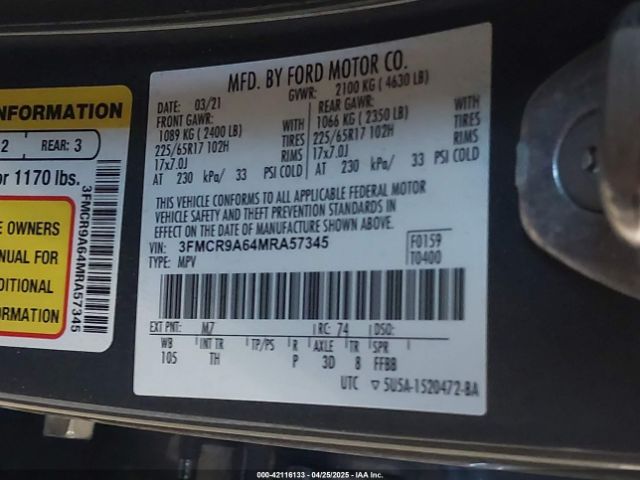 INFORMATION
2 REAR: 3
or 1170 lbs.
E OWNERS
ANUAL FOR
DITIONAL
ORMATION
3FMCR9A64MRA57345
MFD. BY FORD MOTOR CO.
DATE: 03/21 GVWR: 2100 KG ( 4630 LB)
FRONT GAWR: REAR GAWR:
1089 KG ( 2400 LB) WITH 1066 KG ( 2350 LB) WITH
225/65R17 102H TIRES 225/65R17 102H TIRES
17x7.0J RIMS 17x7.0J RIMS
AT 230 kPa/ 33 PSI COLD AT 230 kPa/ 33 PSI COLD
THIS VEHICLE CONFORMS TO ALL APPLICABLE FEDERAL MOTOR
VEHICLE SAFETY AND THEFT PREVENTION STANDARDS IN
EFFECT ON THE DATE OF MANUFACTURE SHOWN ABOVE.
VIN: 3FMCR9A64MRA57345 F0159
TYPE: MPV T0400
EXT PNT: M7 RC: 74 DSO:
WB INT TR TP/PS R AXLE TR SPR
105 TH P 3D 8 FFBB
UTC ▽ 5U5A-1520472-BA
000-42116133 - 04/25/2025 - IAA Inc.